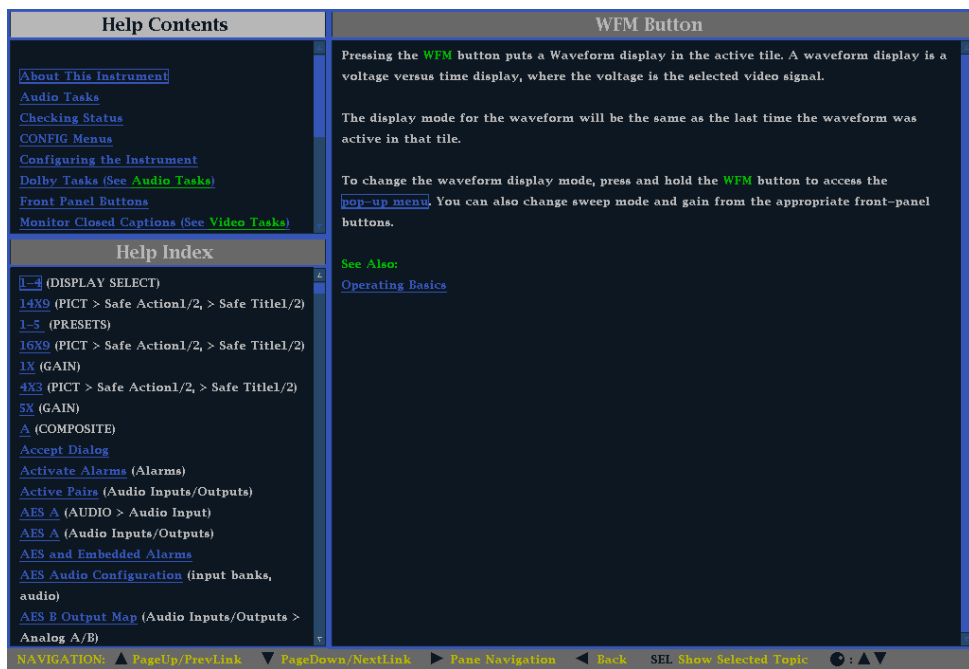 Help Contents
About This Instrument
Audio Tasks
Checking Status
CONFIG Menus
Configuring the Instrument
Dolby Tasks (See Audio Tasks)
Front Panel Buttons
Monitor Closed Captions (See Video Tasks)
Help Index
1-4 (DISPLAY SELECT)
14X9 (PICT > Safe Action1/2, > Safe Title1/2)
1-5 (PRESETS)
16X9 (PICT > Safe Action1/2, > Safe Title1/2)
1X (GAIN)
4X3 (PICT > Safe Action1/2, > Safe Title1/2)
5X (GAIN)
A (COMPOSITE)
Accept Dialog
Activate Alarms (Alarms)
Active Pairs (Audio Inputs/Outputs)
AES A (AUDIO > Audio Input)
AES A (Audio Inputs/Outputs)
AES and Embedded Alarms
AES Audio Configuration (input banks,
audio)
AES B Output Map (Audio Inputs/Outputs >
Analog A/B)
WFM Button
Pressing the WFM button puts a Waveform display in the active tile. A waveform display is a
voltage versus time display, where the voltage is the selected video signal.
The display mode for the waveform will be the same as the last time the waveform was
active in that tile.
To change the waveform display mode, press and hold the WFM button to access the
pop-up menu. You can also change sweep mode and gain from the appropriate front-panel
buttons.
See Also:
Operating Basics
NAVIGATION: ▲ PageUp/PrevLink ▼ PageDown/NextLink ▶ Pane Navigation ◀ Back SEL Show Selected Topic : ▲▼